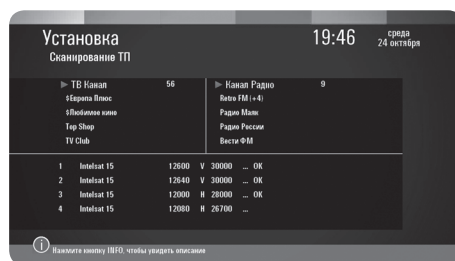 Установка
19:46
среда
24 октября
Сканирование ТП
ТВ Канал 56
Канал Радио 9
$Европа Плюс
Retro FM (+4)
$Любимое кино
Радио Маяк
Top Shop
Радио России
TV Club
Вести ФМ
1 Intelsat 15 12600 V 30000 ... OK
2 Intelsat 15 12640 V 30000 ... OK
3 Intelsat 15 12000 H 28000 ... OK
4 Intelsat 15 12080 H 26700 ...
Нажмите кнопку INFO, чтобы увидеть описание